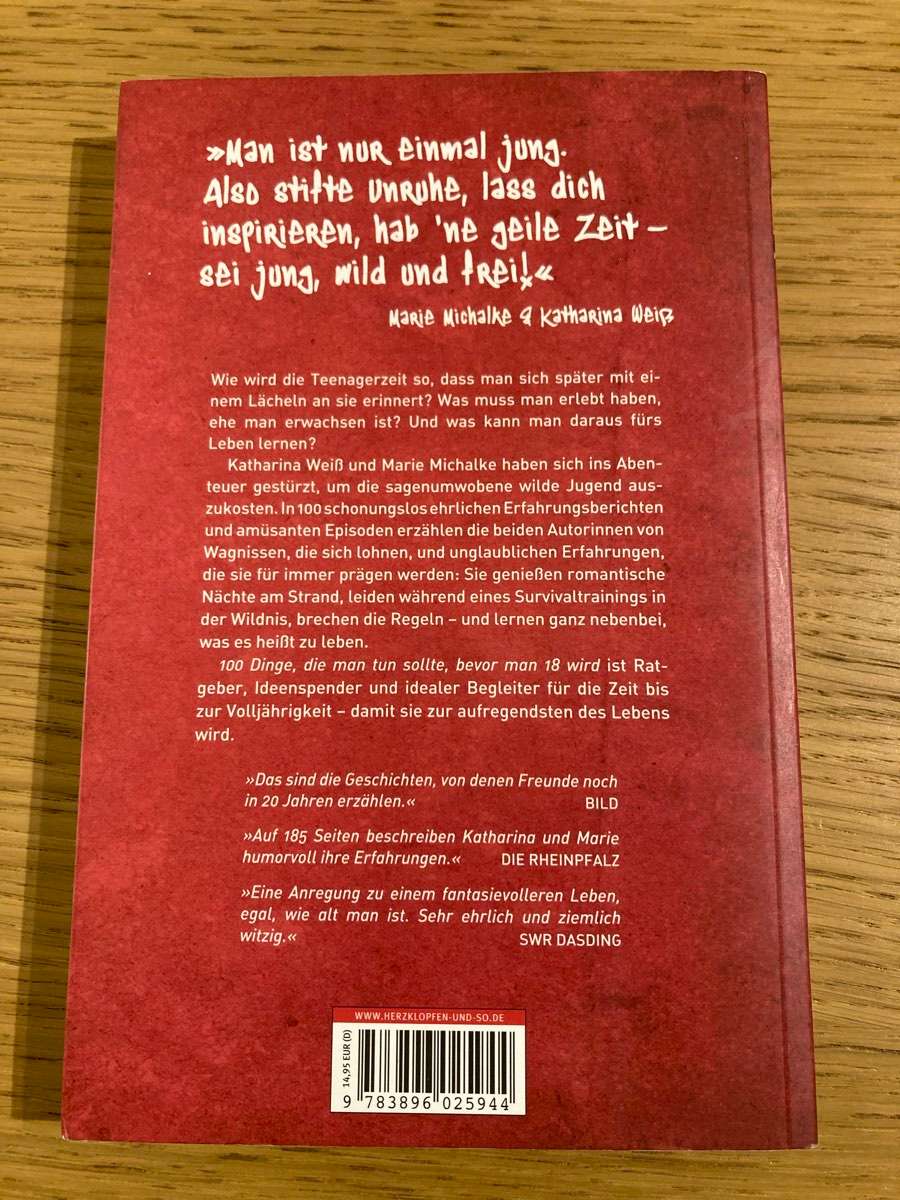 »Man ist nur einmal jung.
Also stifte Unruhe, lass dich
inspirieren, hab 'ne geile Zeit –
sei jung, wild und frei!«
Marie Michalke & Katharina Weiß
Wie wird die Teenagerzeit so, dass man sich später mit ei-
nem Lächeln an sie erinnert? Was muss man erlebt haben,
ehe man erwachsen ist? Und was kann man daraus fürs
Leben lernen?
Katharina Weiß und Marie Michalke haben sich ins Aben-
teuer gestürzt, um die sagenumwobene wilde Jugend aus-
zukosten. In 100 schonungslos ehrlichen Erfahrungsberichten
und amüsanten Episoden erzählen die beiden Autorinnen von
Wagnissen, die sich lohnen, und unglaublichen Erfahrungen,
die sie für immer prägen werden: Sie genießen romantische
Nächte am Strand, leiden während eines Survivaltrainings in
der Wildnis, brechen die Regeln – und lernen ganz nebenbei,
was es heißt zu leben.
100 Dinge, die man tun sollte, bevor man 18 wird ist Rat-
geber, Ideenspender und idealer Begleiter für die Zeit bis
zur Volljährigkeit – damit sie zur aufregendsten des Lebens
wird.
»Das sind die Geschichten, von denen Freunde noch
in 20 Jahren erzählen.« BILD
»Auf 185 Seiten beschreiben Katharina und Marie
humorvoll ihre Erfahrungen.« DIE RHEINPFALZ
»Eine Anregung zu einem fantasievolleren Leben,
egal, wie alt man ist. Sehr ehrlich und ziemlich
witzig.« SWR DASDING
WWW.HERZKLOPFEN-UND-SO.DE
14,95 EUR (D)
9 783896 025944